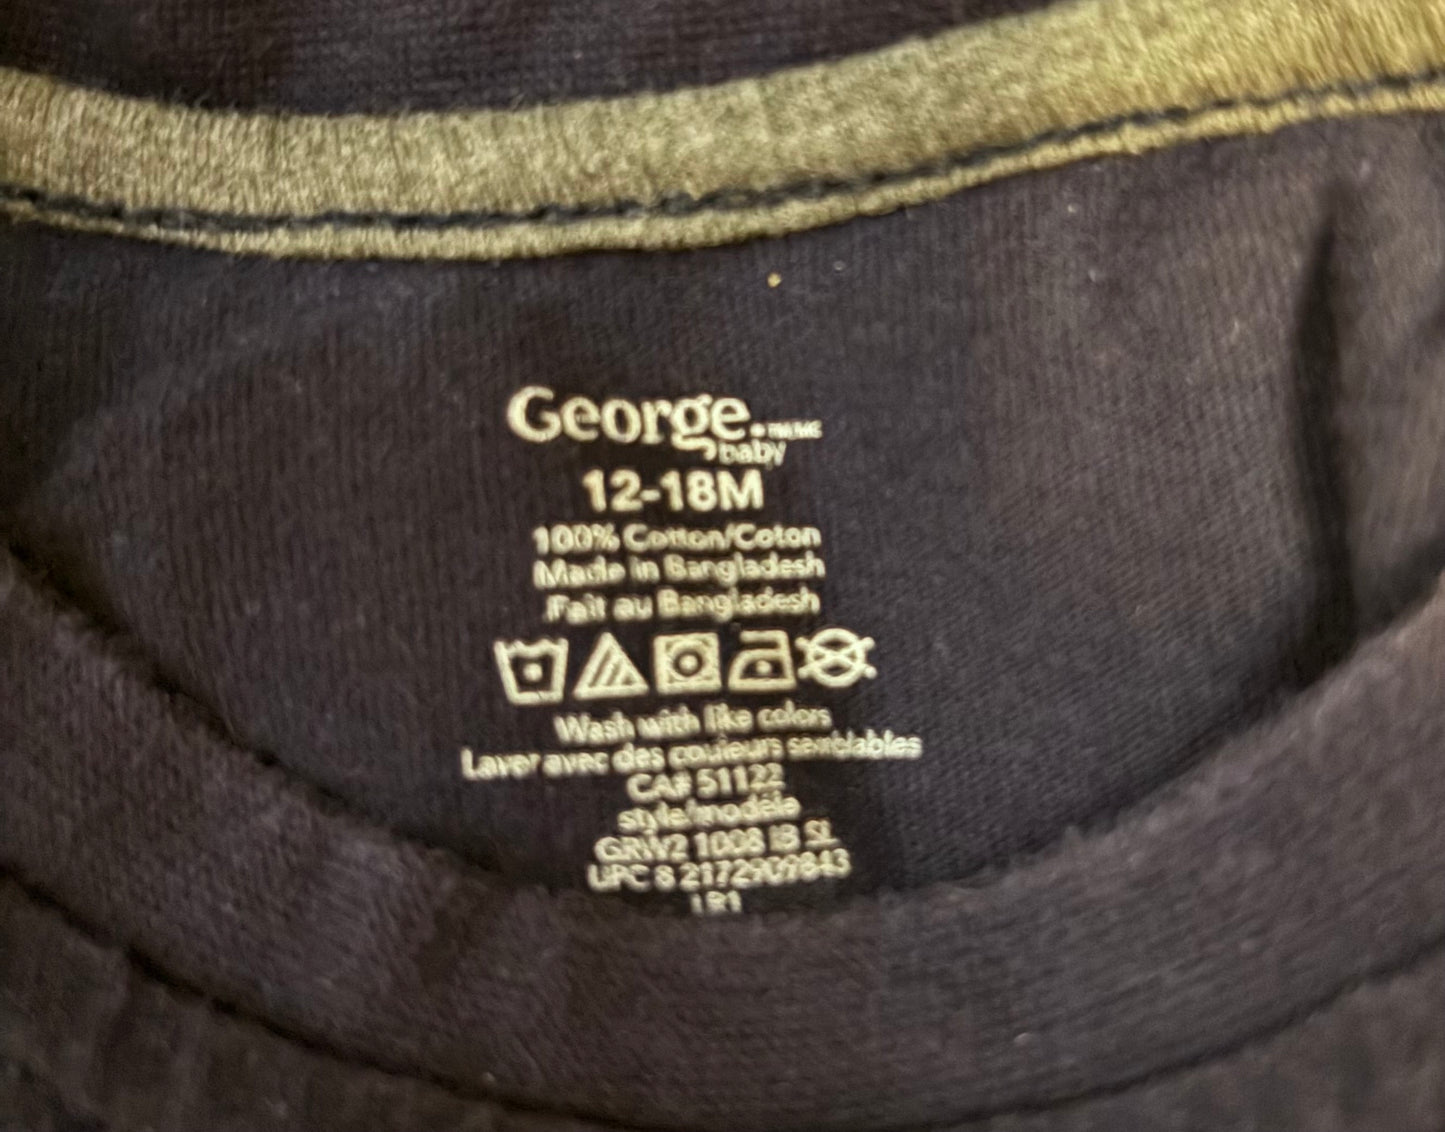 George.
baby
12-18M
100% Cotton/Coton
Made in Bangladesh
Fait au Bangladesh
Wash with like colors
Laver avec des couleurs semblables
CA# 51122
style/modèle
GRW2 1008 IB SL
UPC 8 2172909843
LR1